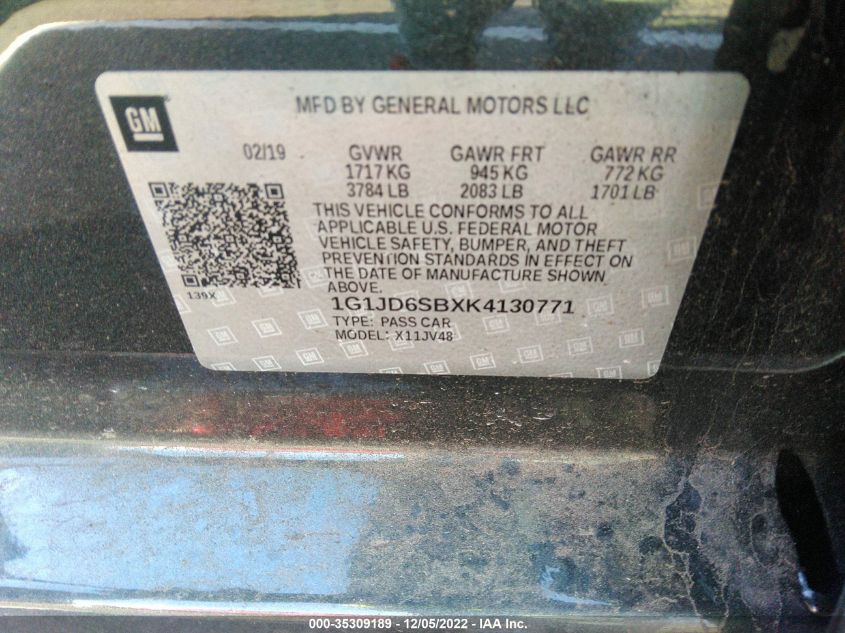 GM
MFD BY GENERAL MOTORS LLC
02/19 GVWR GAWR FRT GAWR RR
1717 KG 945 KG 772 KG
3784 LB 2083 LB 1701 LB
THIS VEHICLE CONFORMS TO ALL
APPLICABLE U.S. FEDERAL MOTOR
VEHICLE SAFETY, BUMPER, AND THEFT
PREVENTION STANDARDS IN EFFECT ON
THE DATE OF MANUFACTURE SHOWN
ABOVE.
139X
1G1JD6SBXK4130771
TYPE: PASS CAR
MODEL: X11JV48
000-35309189 - 12/05/2022 - IAA Inc.